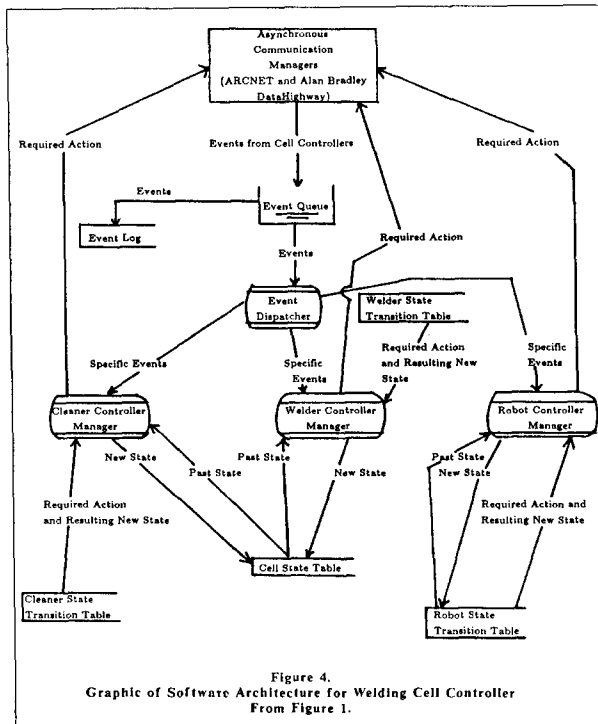 Asynchronous
Communication
Managers
(ARCNET and Alan Bradley
DataHighway)
Required Action
Events from Cell Controllers
Required Action
Events
Event Queue
Event Log
Required Action
Events
Event
Dispatcher
Welder State
Transition Table
Specific Events
Specific
Events
Required Action
and Resulting New
State
Specific
Events
Cleaner Controller
Manager
Welder Controller
Manager
Robot Controller
Manager
New State
Past State
Past State
New State
Past State
New State
Required Action
and Resulting New State
Required Action and
Resulting New State
Cell State Table
Cleaner State
Transition Table
Robot State
Transition Table
Figure 4.
Graphic of Software Architecture for Welding Cell Controller
From Figure 1.